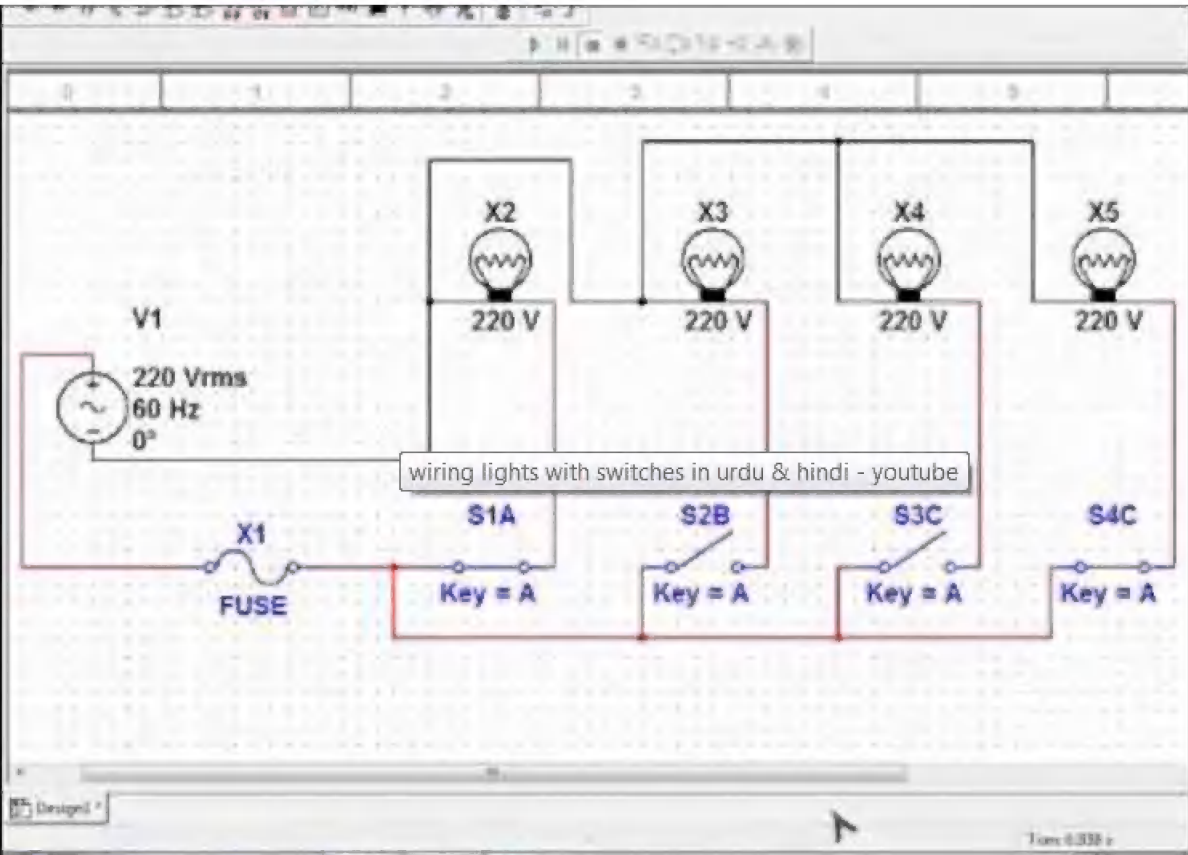 0 1 2 3 4 5
X2 X3 X4 X5
220 V 220 V 220 V 220 V
V1
220 Vrms
60 Hz
0°
wiring lights with switches in urdu & hindi - youtube
S1A S2B S3C S4C
X1
Key = A Key = A Key = A Key = A
FUSE
Design1 *